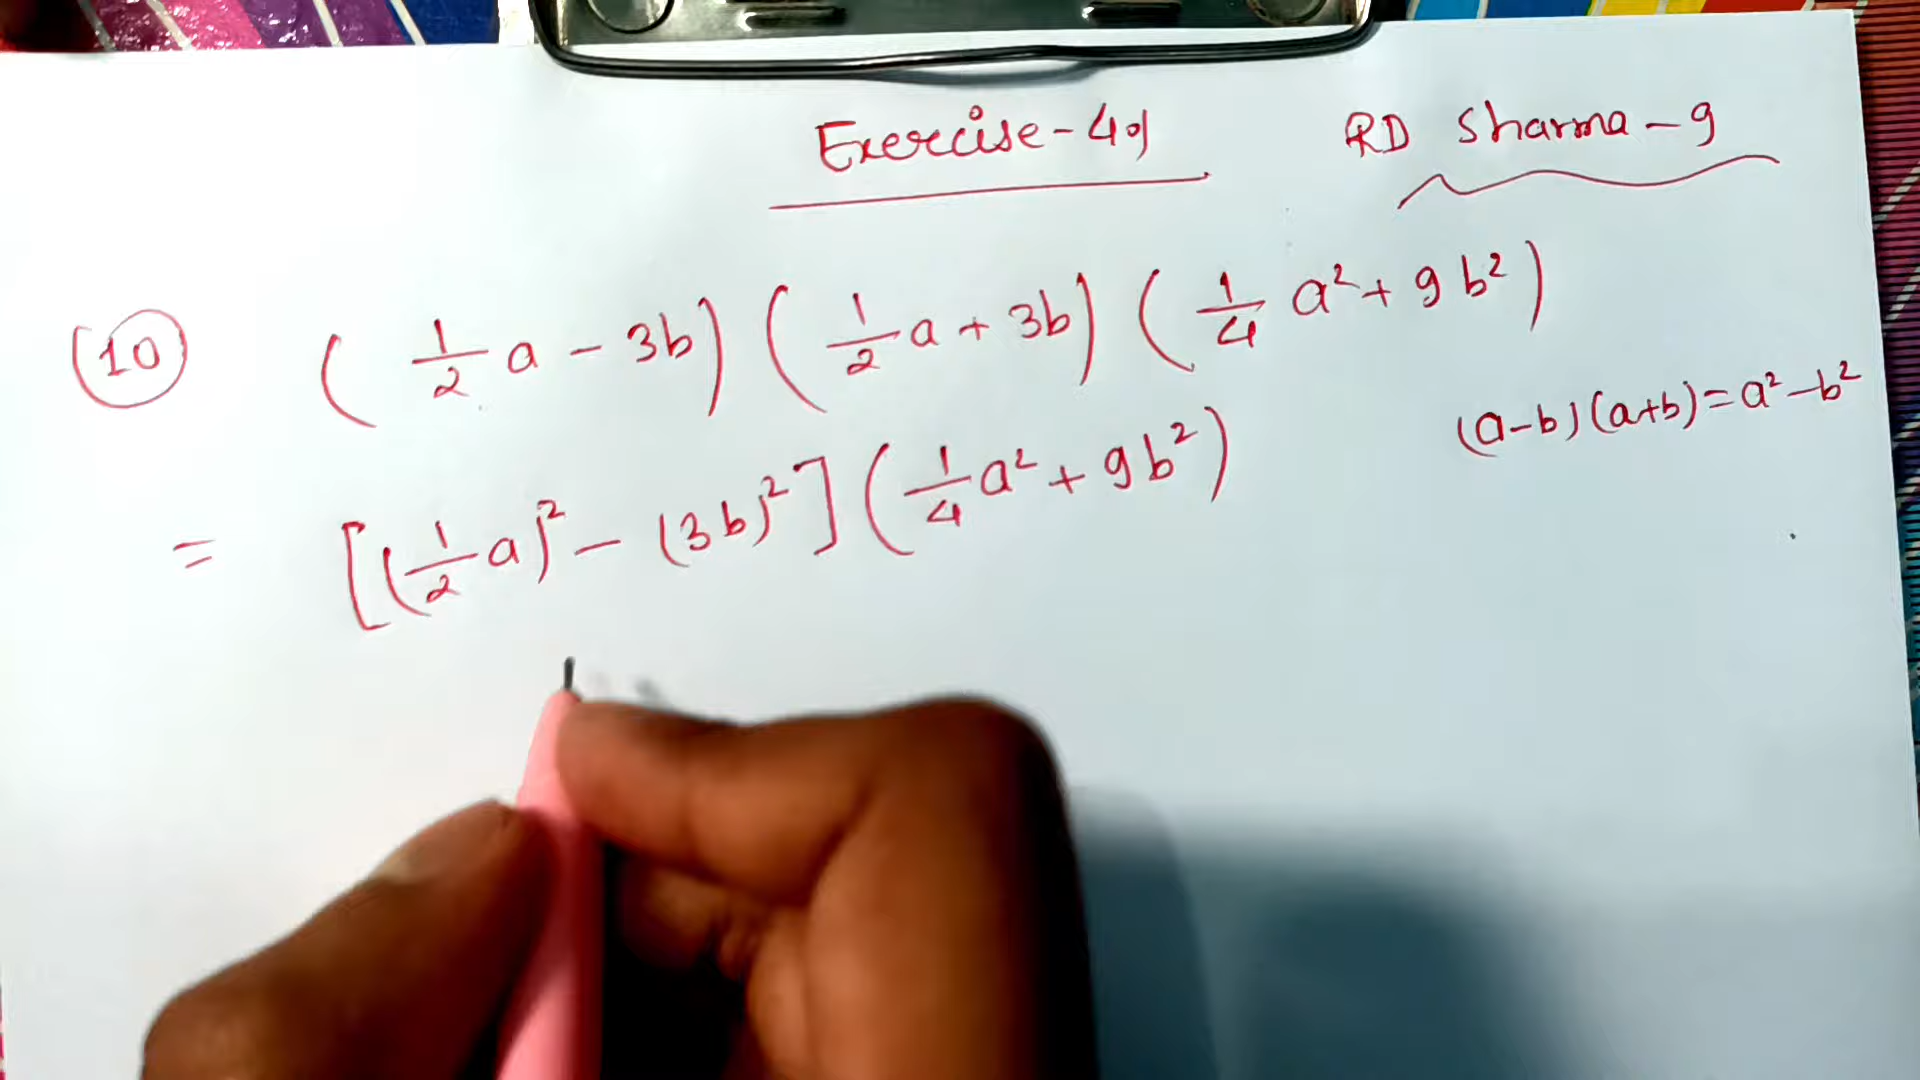 Exercise-4.1
RD Sharma-9
(10) (1/2 a - 3b) (1/2 a + 3b) (1/4 a² + 9b²)
(a-b)(a+b)=a²-b²
= [(1/2 a)² - (3b)²] (1/4 a² + 9b²)